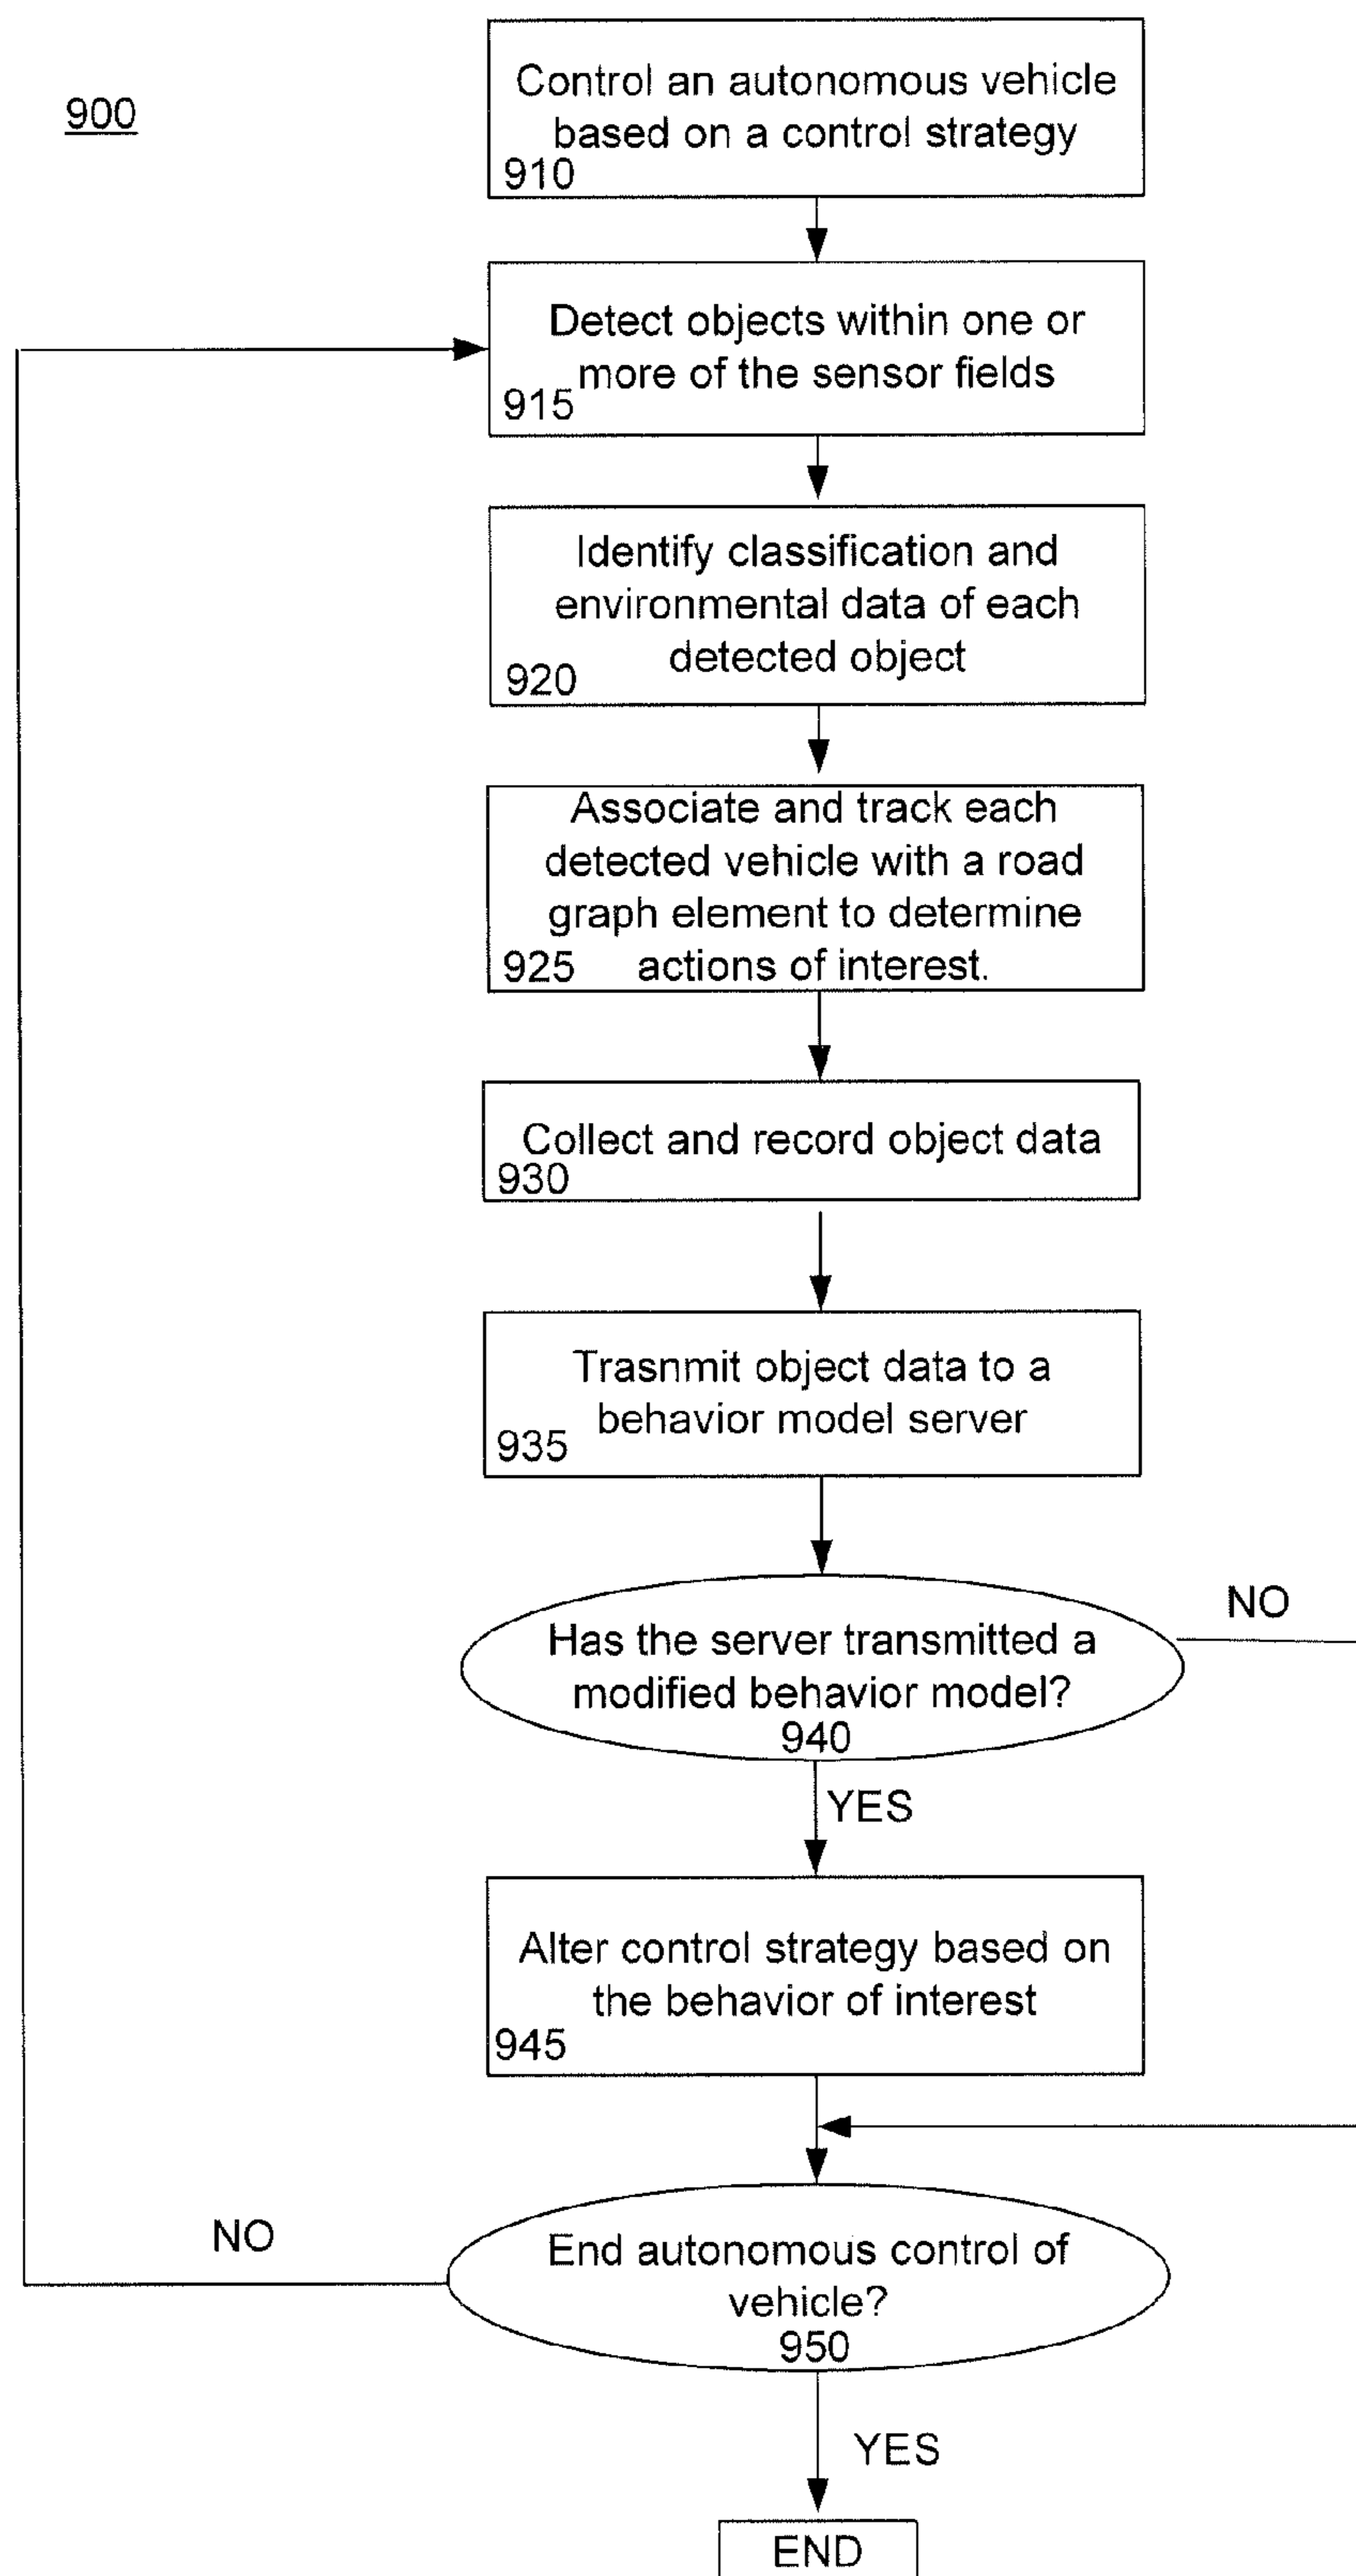 900
Control an autonomous vehicle
based on a control strategy
910
Detect objects within one or
more of the sensor fields
915
Identify classification and
environmental data of each
detected object
920
Associate and track each
detected vehicle with a road
graph element to determine
925 actions of interest.
Collect and record object data
930
Trasnmit object data to a
behavior model server
935
Has the server transmitted a
modified behavior model?
940
NO
YES
Alter control strategy based on
the behavior of interest
945
End autonomous control of
vehicle?
950
NO
YES
END